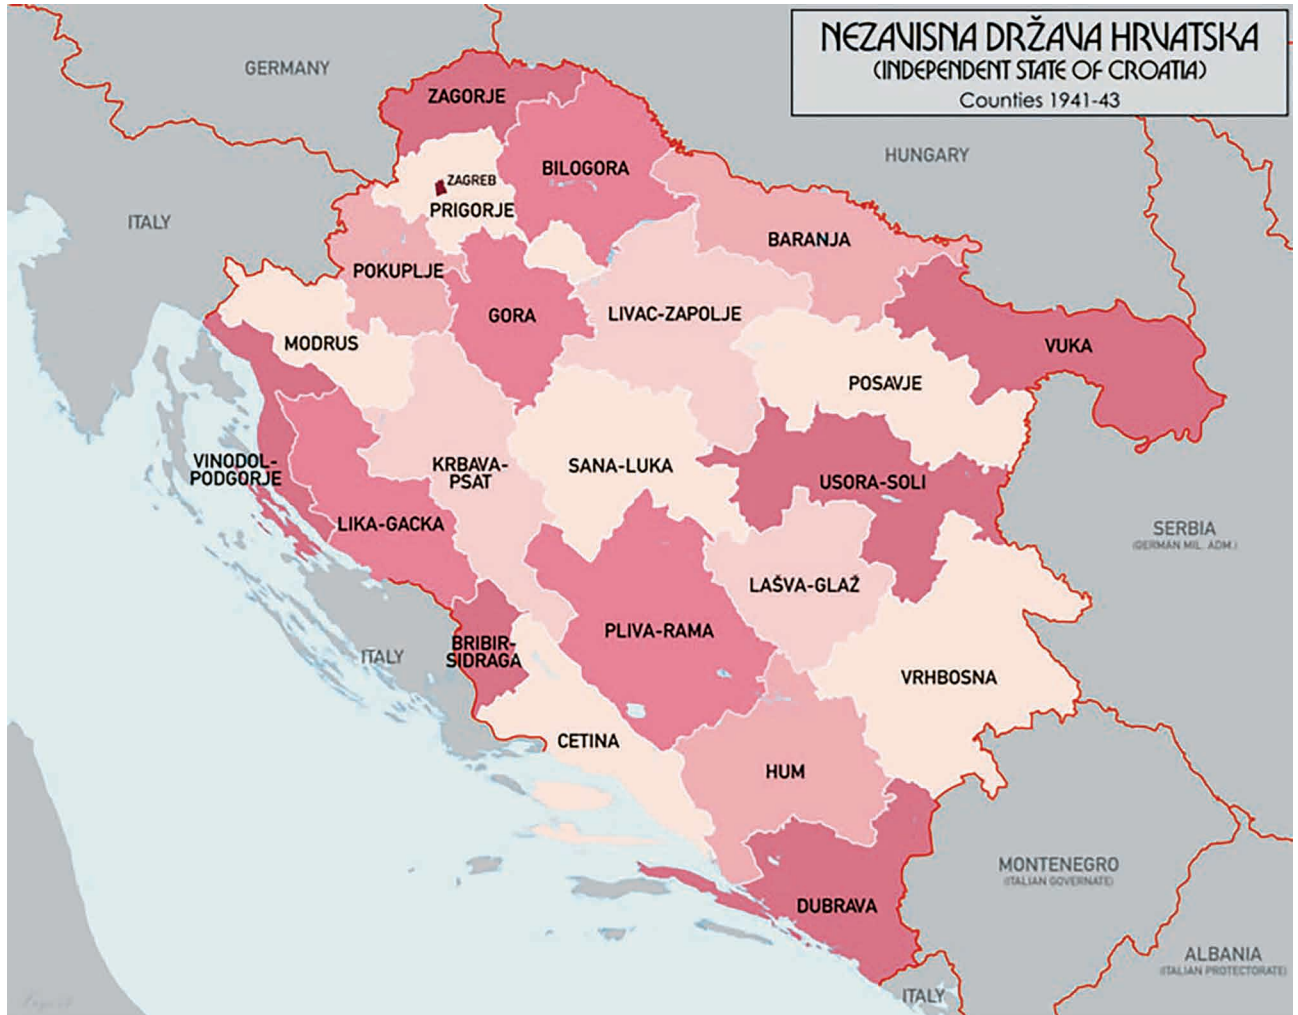 NEZAVISNA DRŽAVA HRVATSKA
(INDEPENDENT STATE OF CROATIA)
Counties 1941-43
GERMANY
ZAGORJE
HUNGARY
BILOGORA
ZAGREB
PRIGORJE
ITALY
BARANJA
POKUPLJE
GORA
LIVAC-ZAPOLJE
MODRUS
VUKA
POSAVJE
VINODOL-
PODGORJE
KRBAVA-
PSAT
SANA-LUKA
USORA-SOLI
LIKA-GACKA
SERBIA
(GERMAN MIL. ADM.)
LAŠVA-GLAŽ
PLIVA-RAMA
BRIBIR-
SIDRAGA
ITALY
VRHBOSNA
CETINA
HUM
MONTENEGRO
(ITALIAN GOVERNATE)
DUBRAVA
ALBANIA
(ITALIAN PROTECTORATE)
ITALY